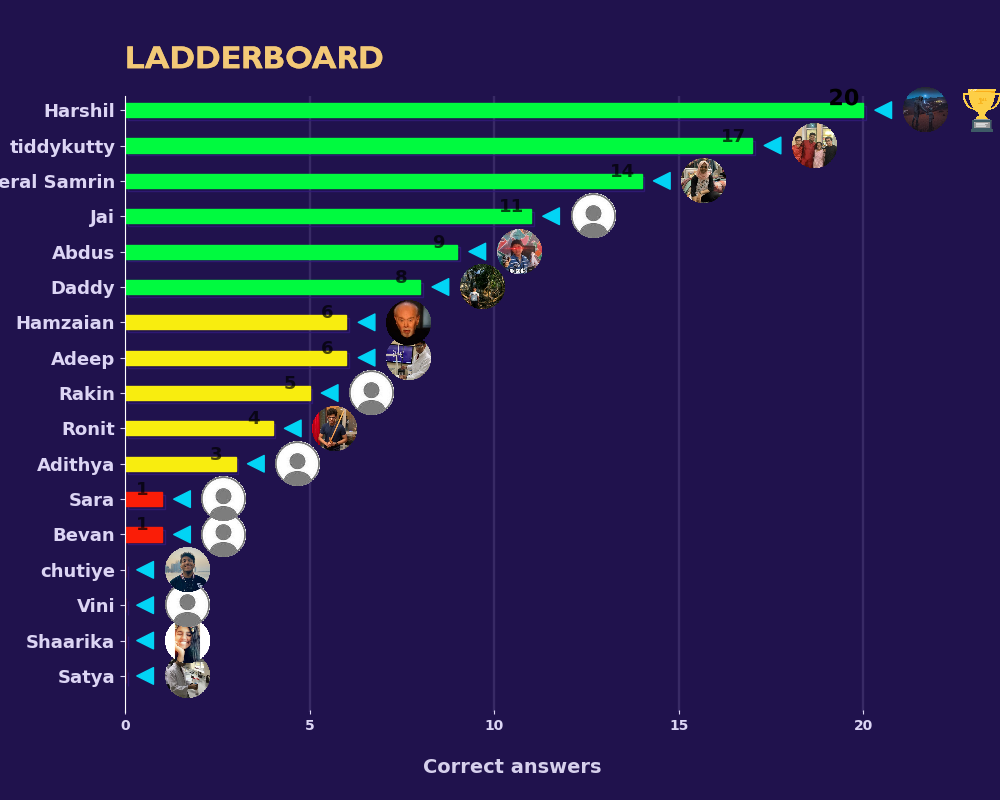 LADDERBOARD
Harshil 20
tiddykutty 17
eral Samrin 14
Jai 11
Abdus 9
Daddy 8
Hamzaian 6
Adeep 6
Rakin 5
Ronit 4
Adithya 3
Sara 1
Bevan 1
chutiye
Vini
Shaarika
Satya
0 5 10 15 20
Correct answers